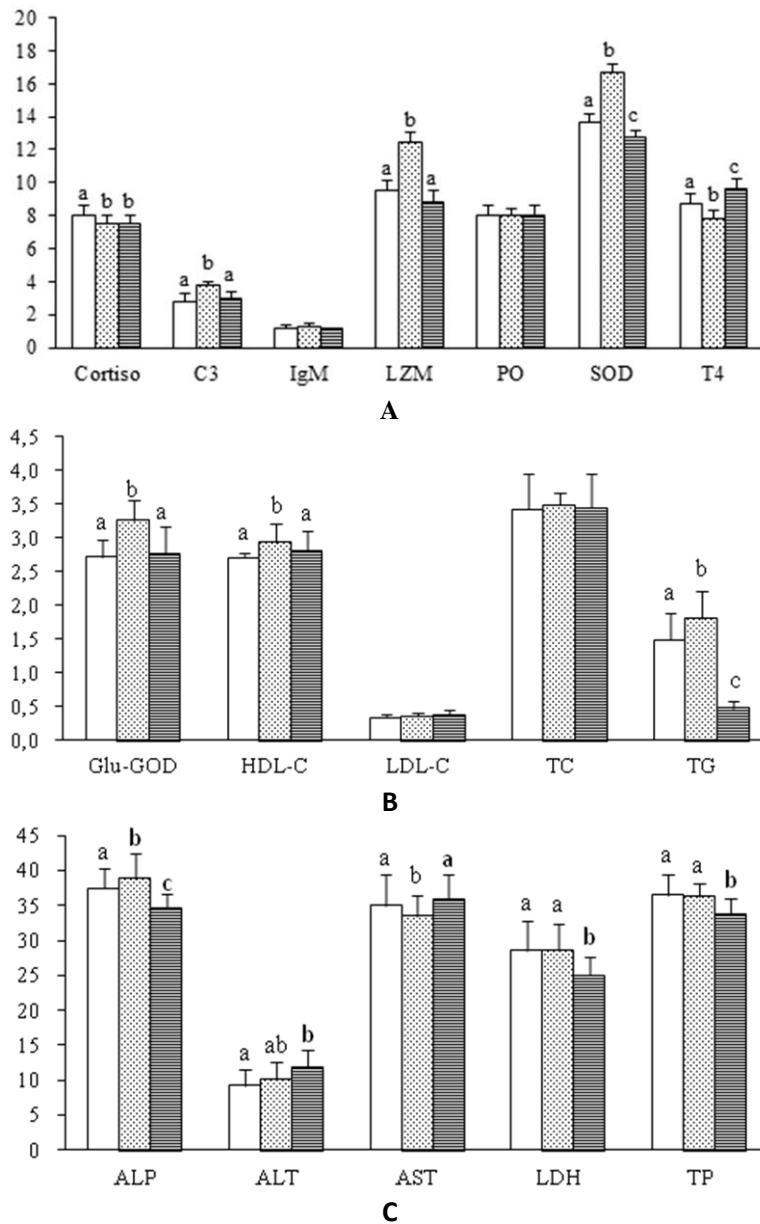 20
18
16
14
12
10
8
6
4
2
0
a b b
a b a
a b a
a b c
a b c
Cortiso C3 IgM LZM PO SOD T4
A
4,5
4,0
3,5
3,0
2,5
2,0
1,5
1,0
0,5
0,0
a b a
a b a
a b c
Glu-GOD HDL-C LDL-C TC TG
B
45
40
35
30
25
20
15
10
5
0
a b c
a ab b
a b a
a a b
a a b
ALP ALT AST LDH TP
C